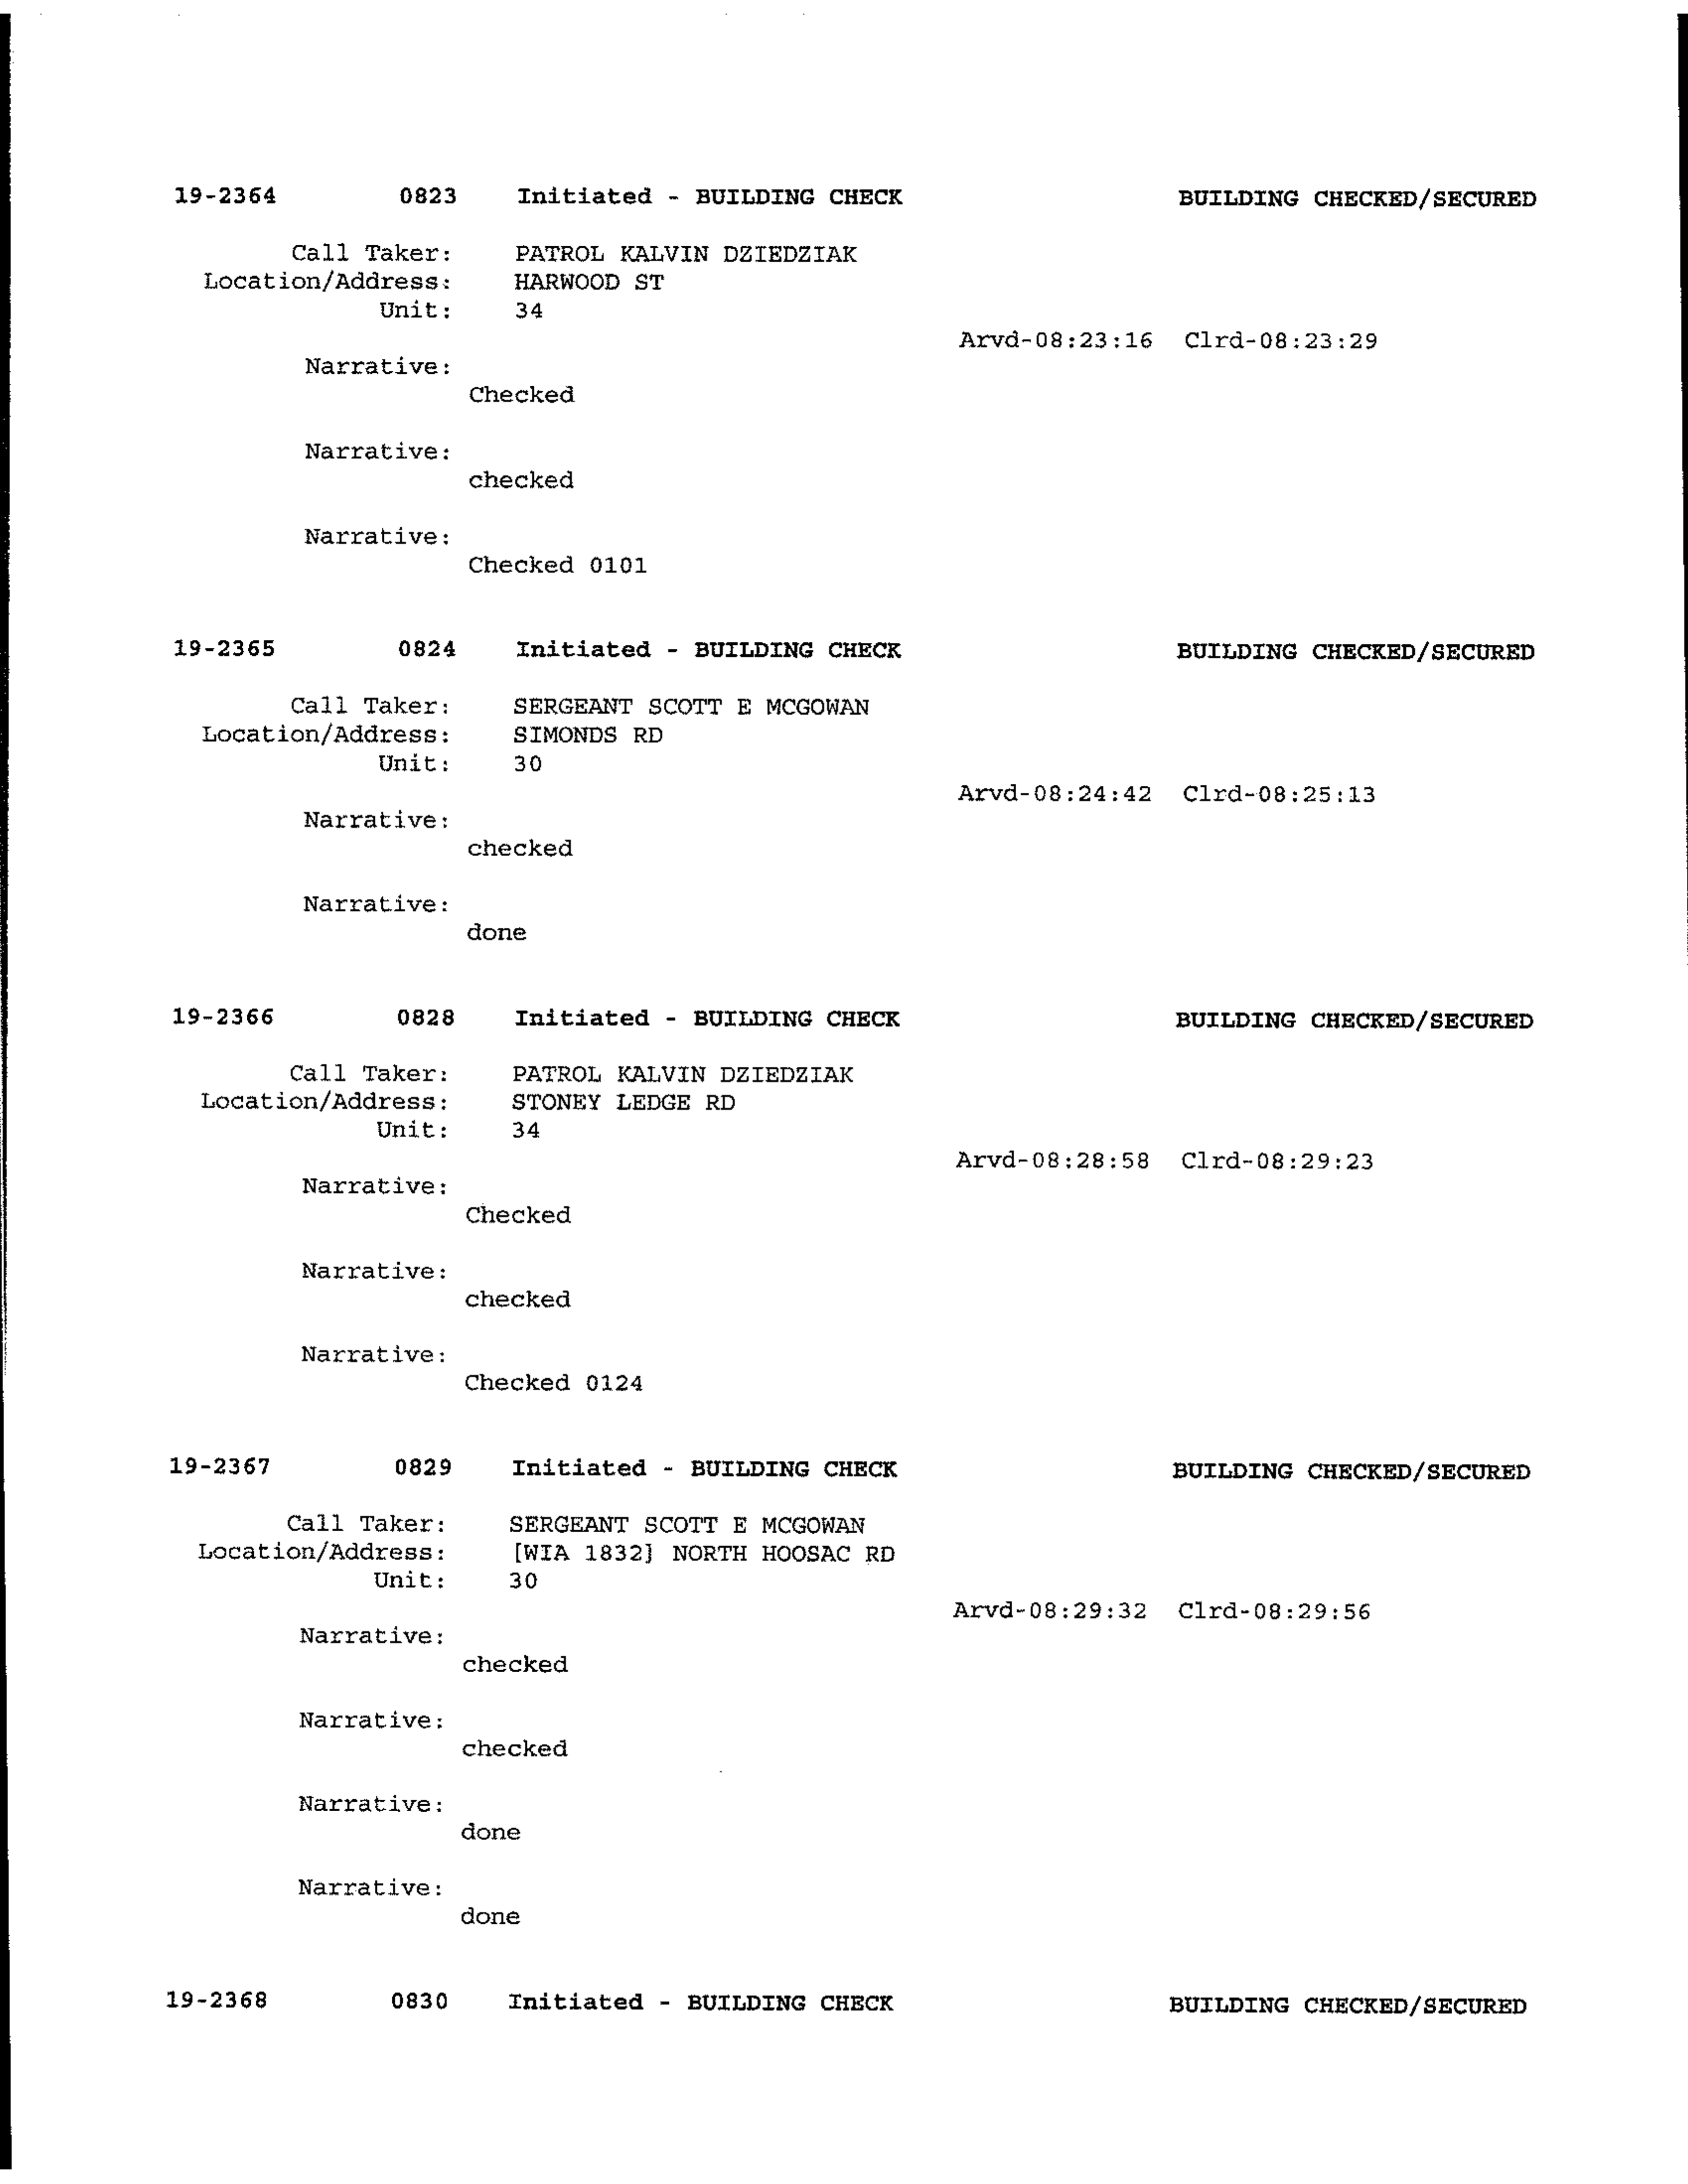 19-2364 0823 Initiated - BUILDING CHECK BUILDING CHECKED/SECURED
Call Taker: PATROL KALVIN DZIEDZIAK
Location/Address: HARWOOD ST
Unit: 34
Arvd-08:23:16 Clrd-08:23:29
Narrative:
Checked
Narrative:
checked
Narrative:
Checked 0101
19-2365 0824 Initiated - BUILDING CHECK BUILDING CHECKED/SECURED
Call Taker: SERGEANT SCOTT E MCGOWAN
Location/Address: SIMONDS RD
Unit: 30
Arvd-08:24:42 Clrd-08:25:13
Narrative:
checked
Narrative:
done
19-2366 0828 Initiated - BUILDING CHECK BUILDING CHECKED/SECURED
Call Taker: PATROL KALVIN DZIEDZIAK
Location/Address: STONEY LEDGE RD
Unit: 34
Arvd-08:28:58 Clrd-08:29:23
Narrative:
Checked
Narrative:
checked
Narrative:
Checked 0124
19-2367 0829 Initiated - BUILDING CHECK BUILDING CHECKED/SECURED
Call Taker: SERGEANT SCOTT E MCGOWAN
Location/Address: [WIA 1832] NORTH HOOSAC RD
Unit: 30
Arvd-08:29:32 Clrd-08:29:56
Narrative:
checked
Narrative:
checked
Narrative:
done
Narrative:
done
19-2368 0830 Initiated - BUILDING CHECK BUILDING CHECKED/SECURED